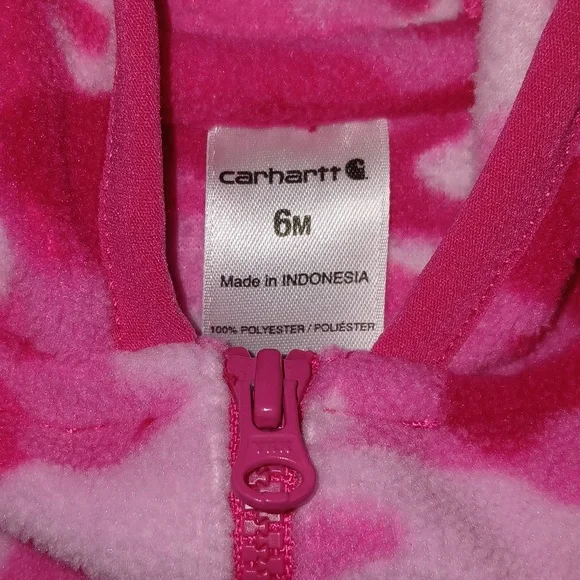 carhartt
6M
Made in INDONESIA
100% POLYESTER / POLIÉSTER